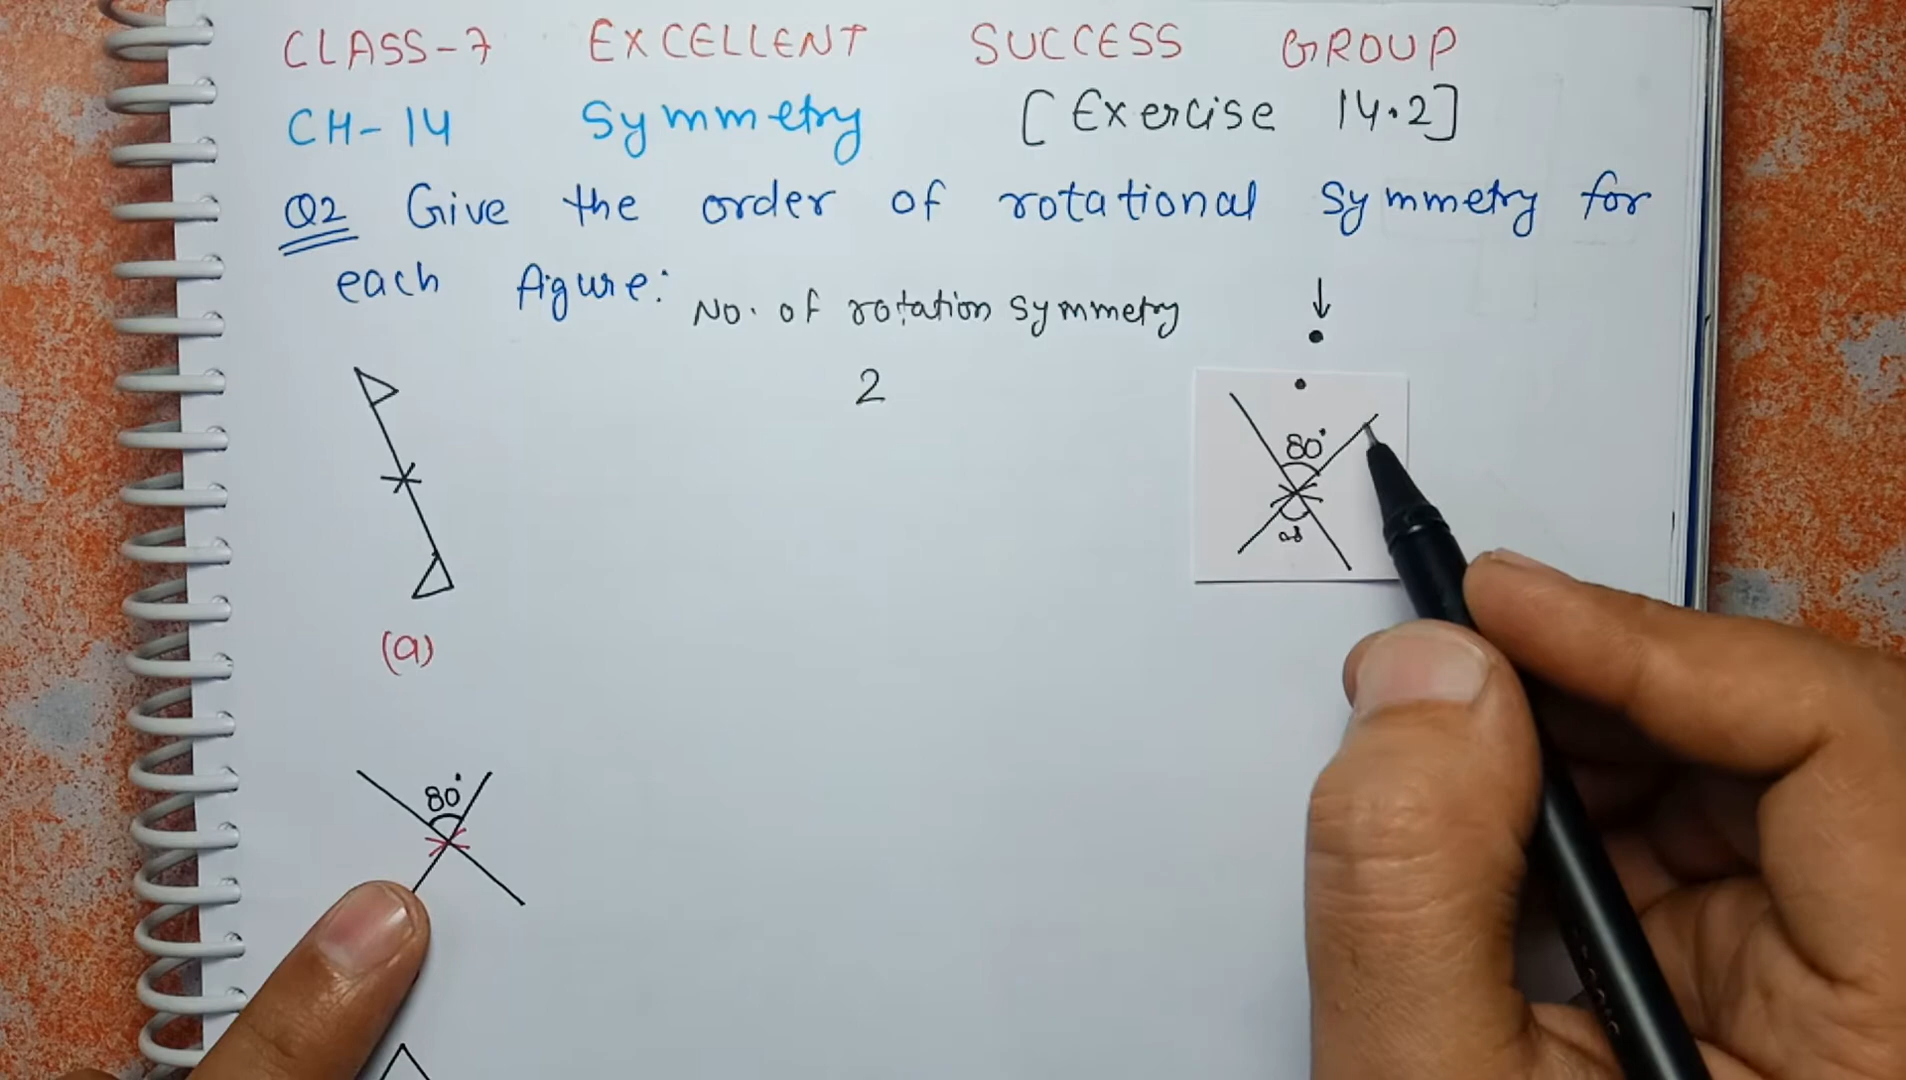 CLASS-7 EXCELLENT SUCCESS GROUP
CH-14 Symmetry [Exercise 14.2]
Q2 Give the order of rotational symmetry for
each figure:
No. of rotation symmetry
2
80°
(a)
80°